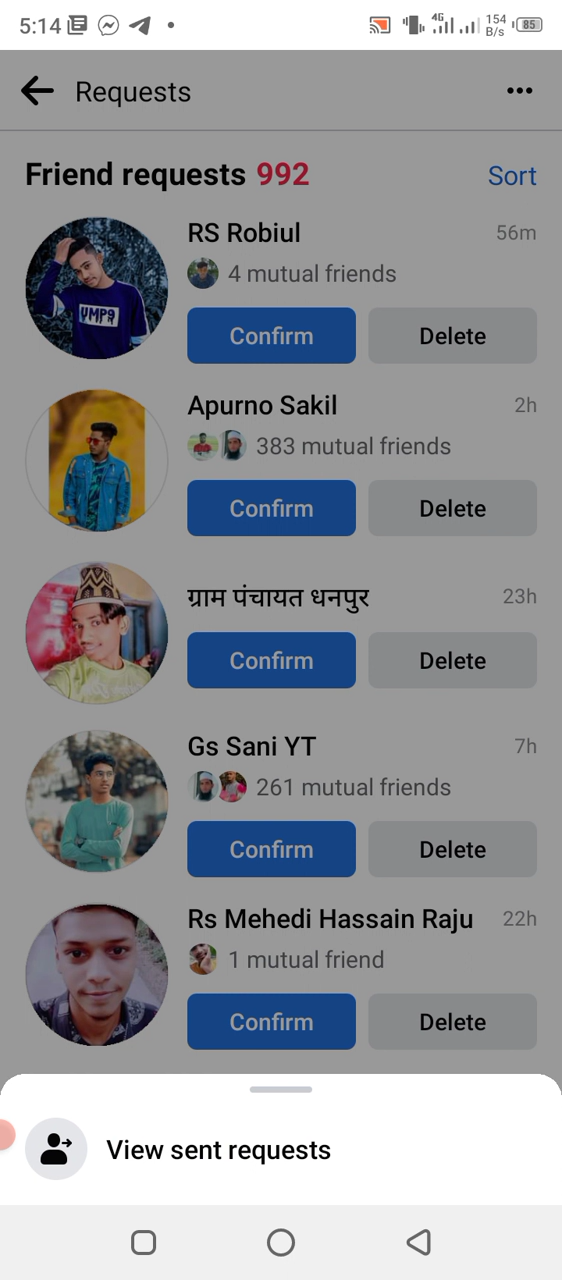 5:14
4G
154
B/s
85
Requests
Friend requests 992
Sort
RS Robiul
56m
4 mutual friends
Confirm
Delete
Apurno Sakil
2h
383 mutual friends
Confirm
Delete
ग्राम पंचायत धनपुर
23h
Confirm
Delete
Gs Sani YT
7h
261 mutual friends
Confirm
Delete
Rs Mehedi Hassain Raju
22h
1 mutual friend
Confirm
Delete
View sent requests